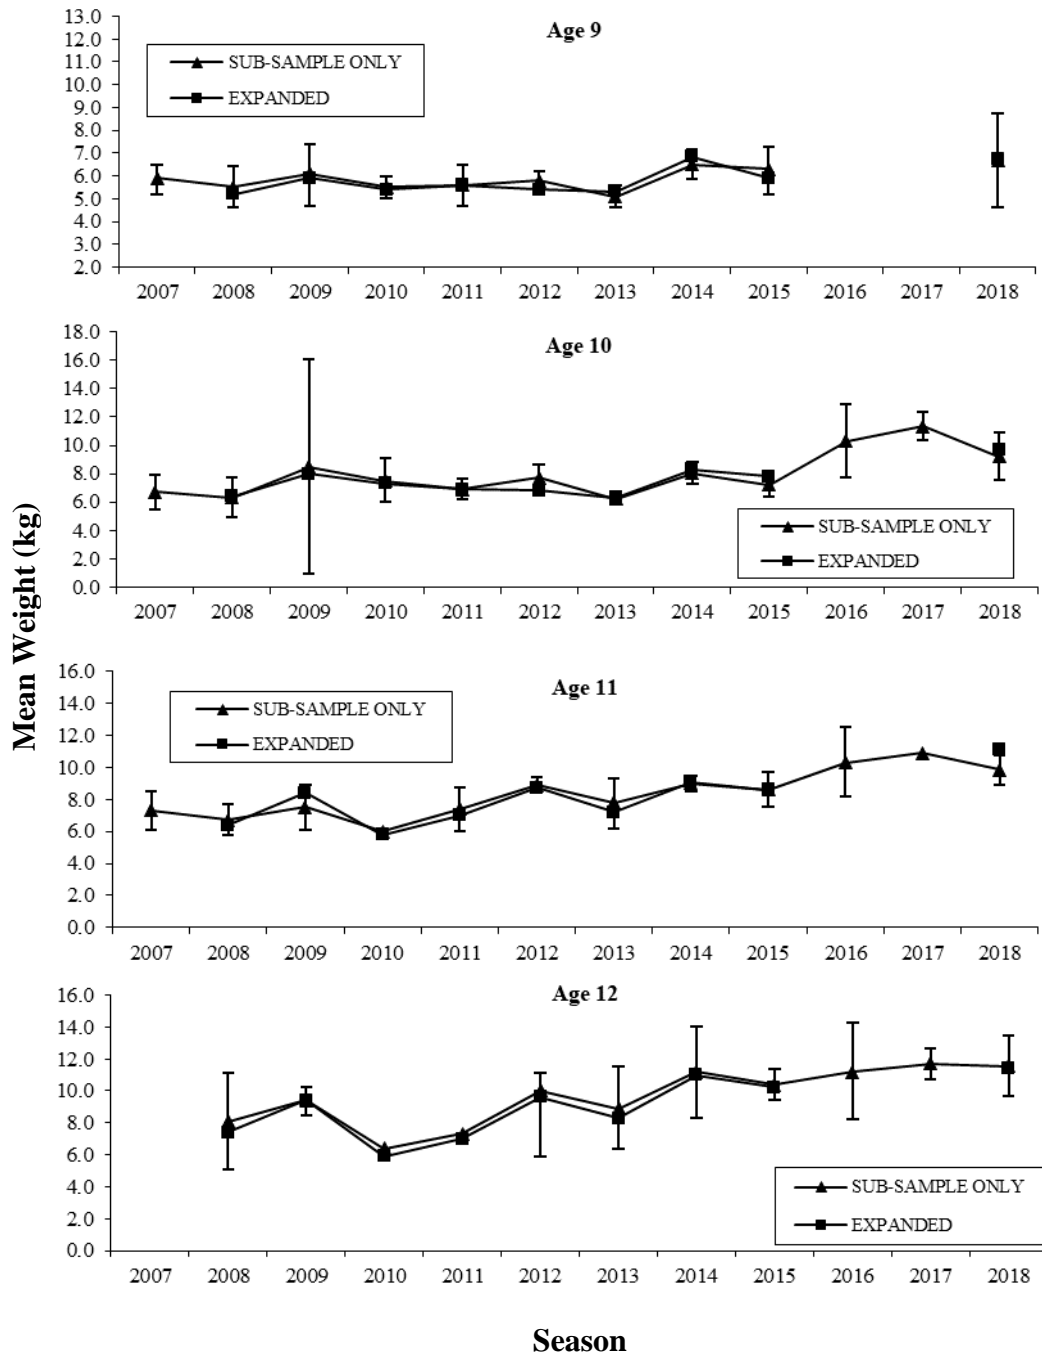 Mean Weight (kg)
Age 9
SUB-SAMPLE ONLY
EXPANDED
13.0
12.0
11.0
10.0
9.0
8.0
7.0
6.0
5.0
4.0
3.0
2.0
2007 2008 2009 2010 2011 2012 2013 2014 2015 2016 2017 2018
Age 10
18.0
16.0
14.0
12.0
10.0
8.0
6.0
4.0
2.0
0.0
SUB-SAMPLE ONLY
EXPANDED
2007 2008 2009 2010 2011 2012 2013 2014 2015 2016 2017 2018
Age 11
SUB-SAMPLE ONLY
EXPANDED
16.0
14.0
12.0
10.0
8.0
6.0
4.0
2.0
0.0
2007 2008 2009 2010 2011 2012 2013 2014 2015 2016 2017 2018
Age 12
16.0
14.0
12.0
10.0
8.0
6.0
4.0
2.0
0.0
SUB-SAMPLE ONLY
EXPANDED
2007 2008 2009 2010 2011 2012 2013 2014 2015 2016 2017 2018
Season